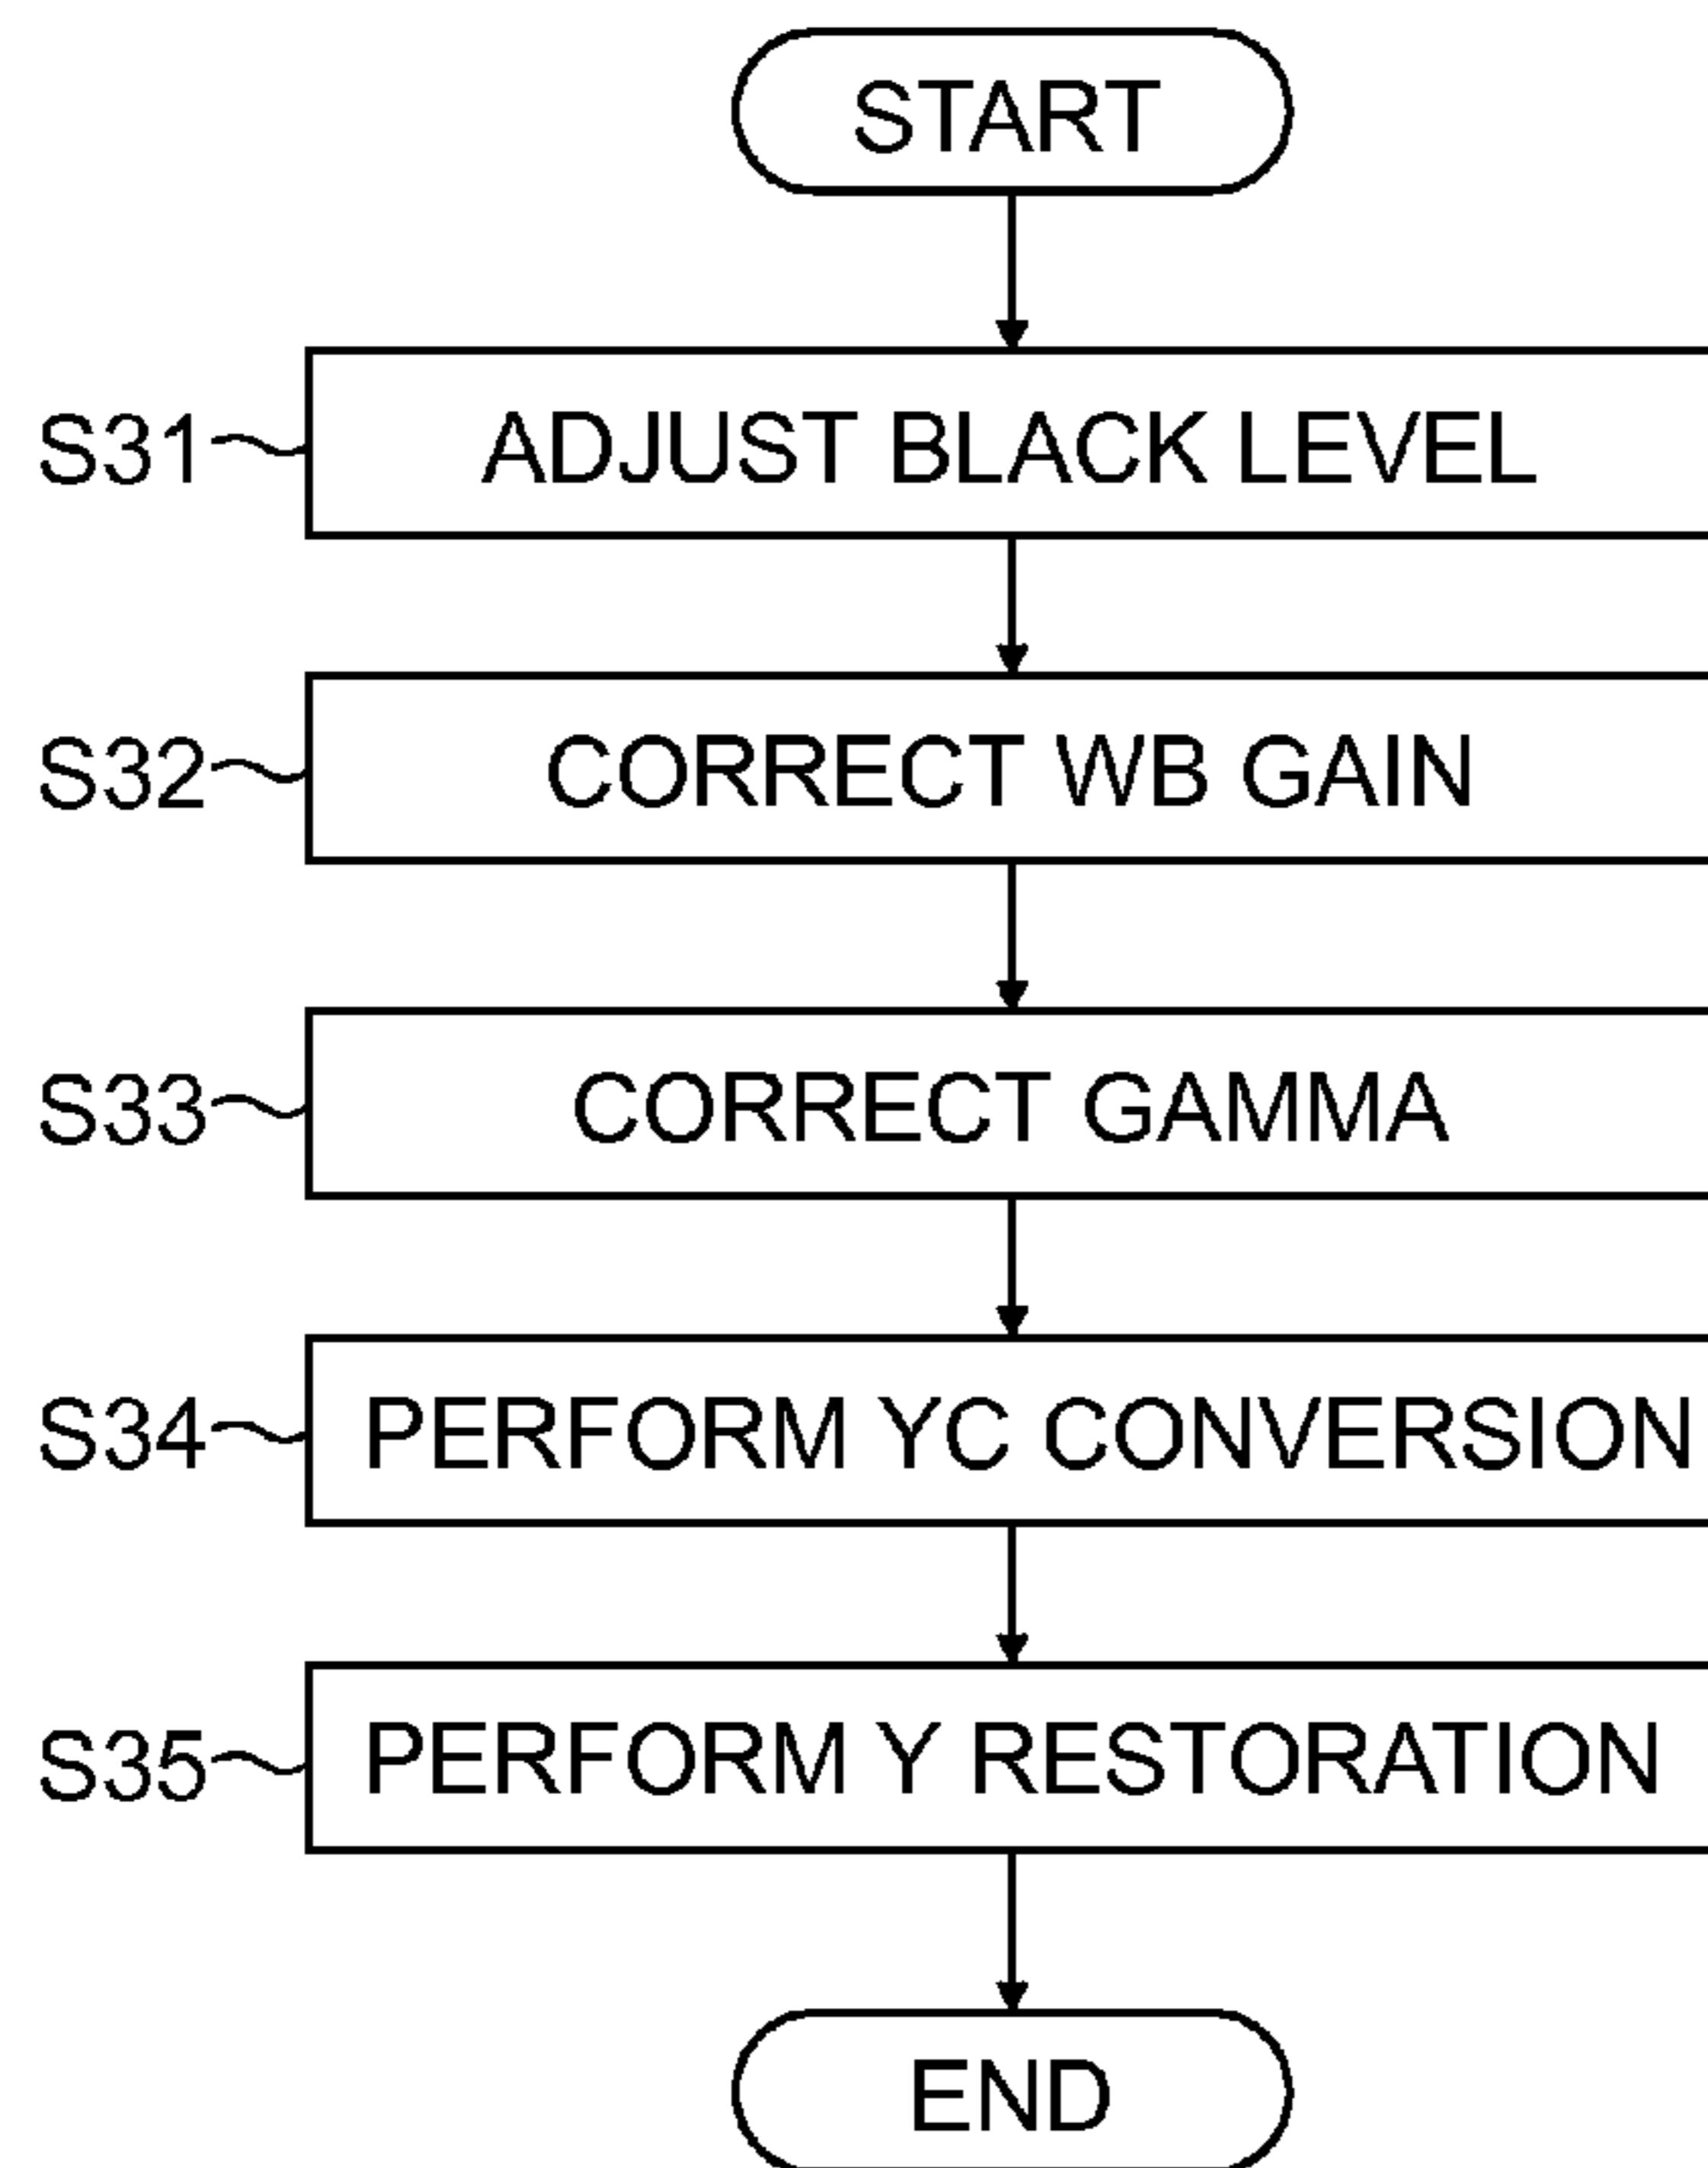 START
S31 ADJUST BLACK LEVEL
S32 CORRECT WB GAIN
S33 CORRECT GAMMA
S34 PERFORM YC CONVERSION
S35 PERFORM Y RESTORATION
END